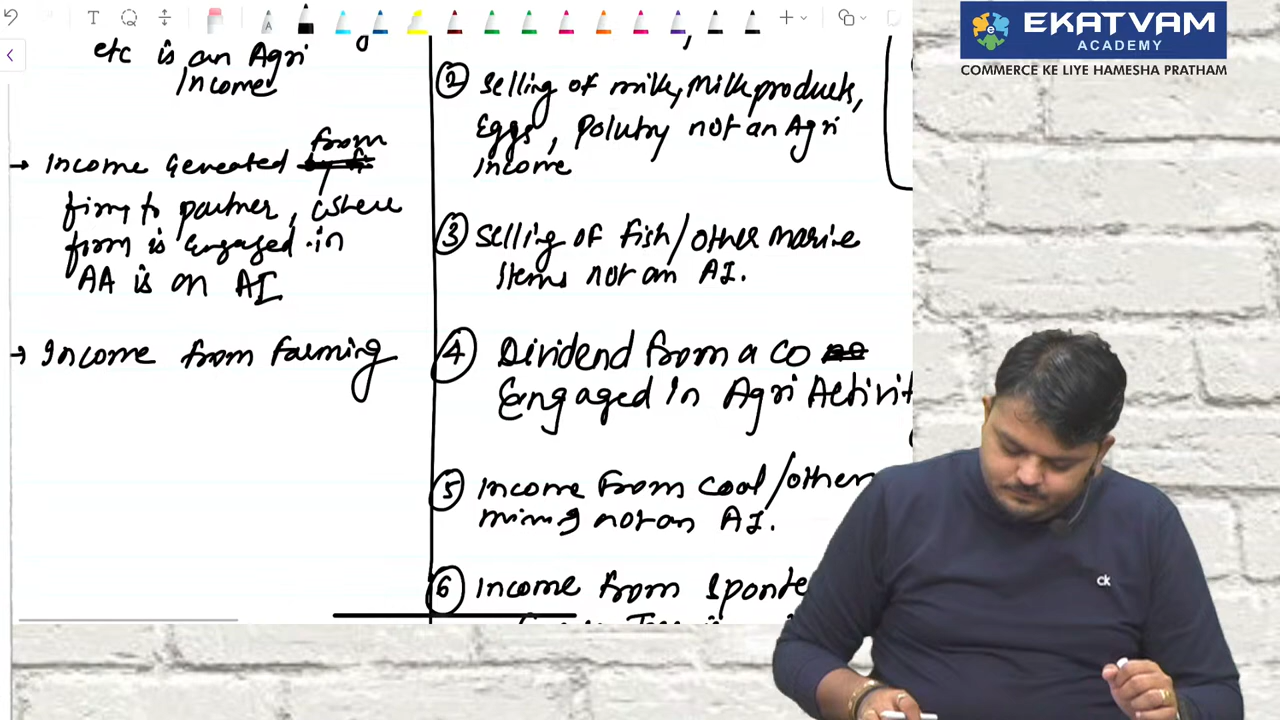 EKATVAM
ACADEMY
COMMERCE KE LIYE HAMESHA PRATHAM
etc is an Agri
Income
→ Income Generated from
firm to partner, where
firm is Engaged in
AA is an AI
→ Income from Farming
② Selling of milk, Milk products,
Eggs, Polutry not an Agri
Income
③ Selling of fish/other marine
Items not an AI.
④ Dividend from a co
Engaged in Agri Activit
⑤ Income from coal/other
mining not an AI.
⑥ Income from Sponte
ck